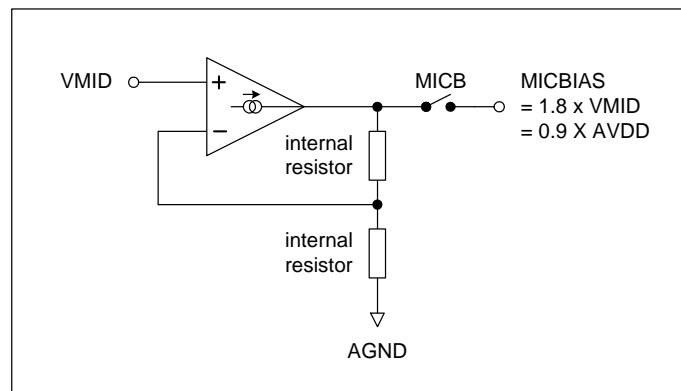 VMID
+
−
MICB
MICBIAS
= 1.8 x VMID
= 0.9 X AVDD
internal
resistor
internal
resistor
AGND